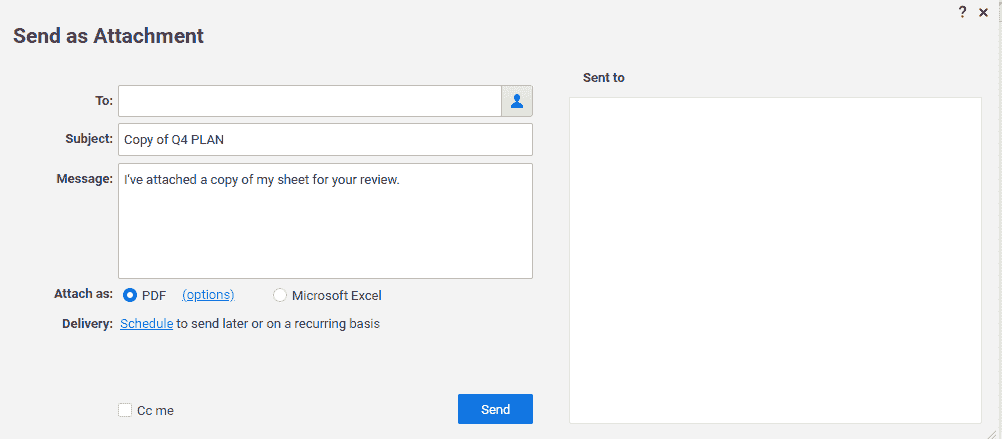 ? ×
Send as Attachment
Sent to
To:
Subject: Copy of Q4 PLAN
Message: I've attached a copy of my sheet for your review.
Attach as: PDF (options) Microsoft Excel
Delivery: Schedule to send later or on a recurring basis
Cc me Send